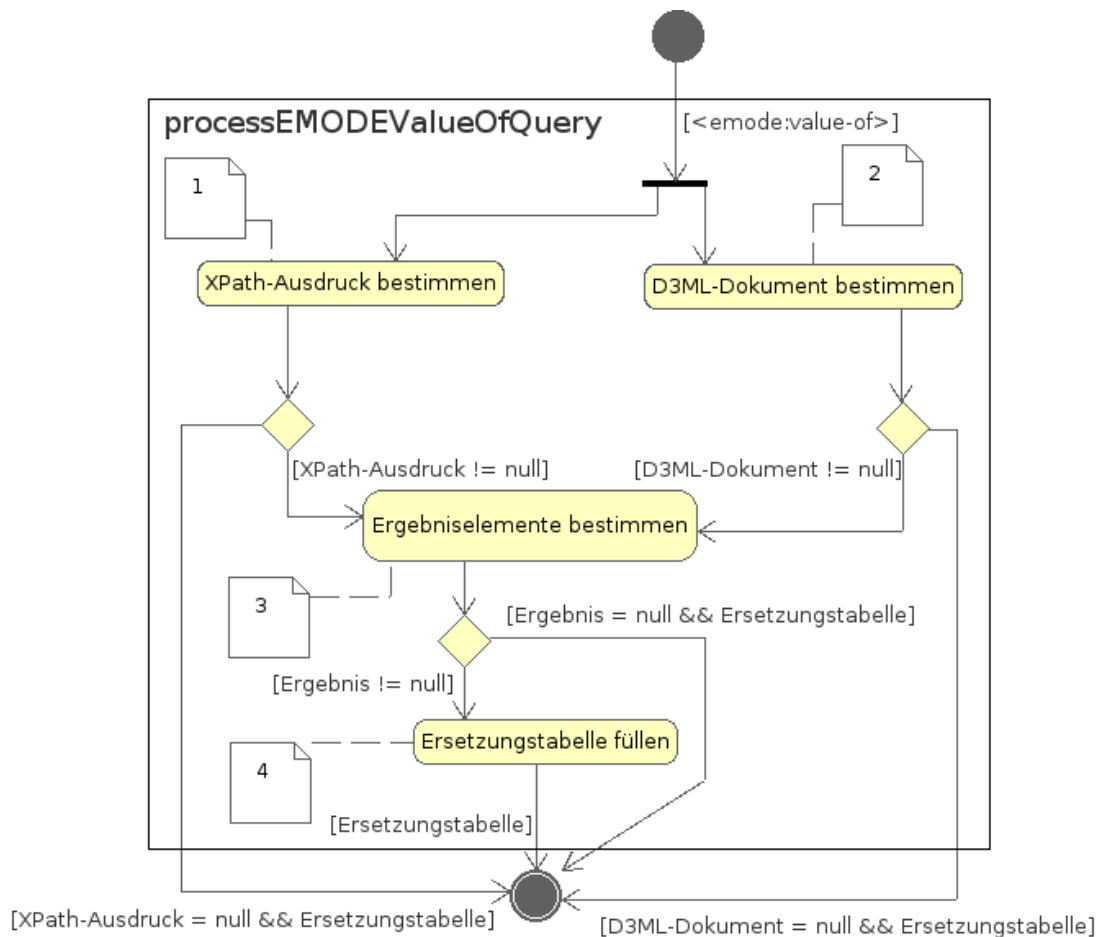 processEMODEValueOfQuery
[<emode:value-of>]
1
2
XPath-Ausdruck bestimmen
D3ML-Dokument bestimmen
[XPath-Ausdruck != null]
[D3ML-Dokument != null]
Ergebniselemente bestimmen
3
[Ergebnis = null && Ersetzungstabelle]
[Ergebnis != null]
Ersetzungstabelle füllen
4
[Ersetzungstabelle]
[XPath-Ausdruck = null && Ersetzungstabelle]
[D3ML-Dokument = null && Ersetzungstabelle]